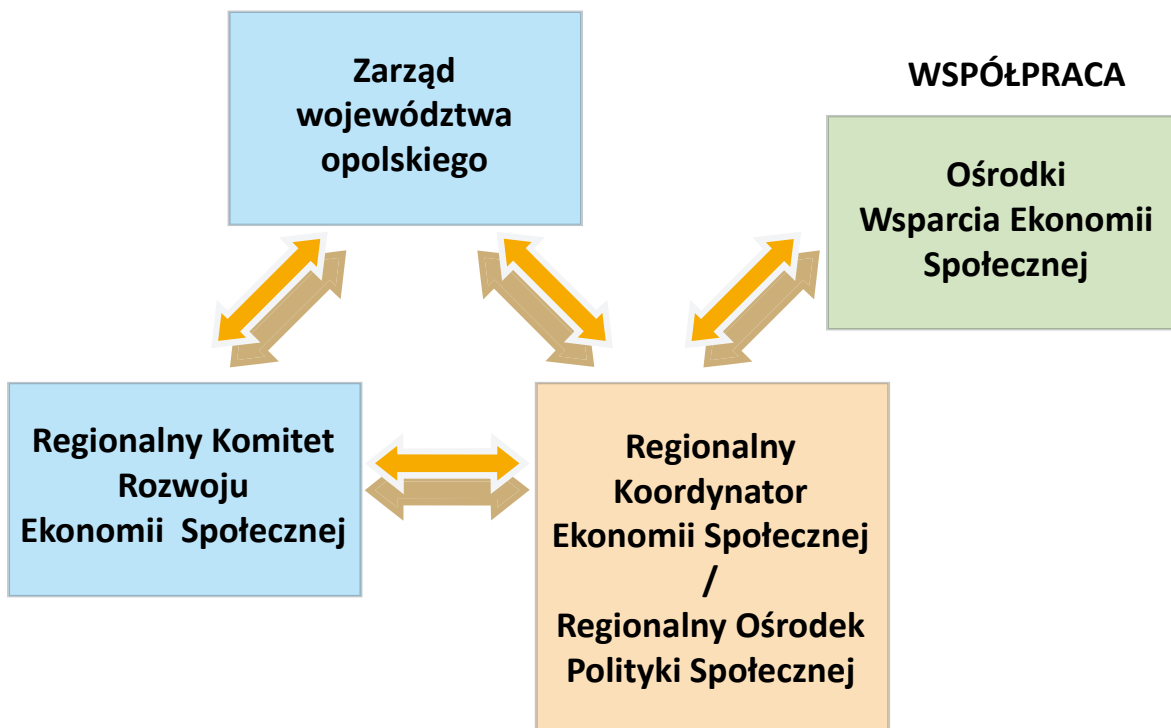 Zarząd
województwa
opolskiego
WSPÓŁPRACA
Ośrodki
Wsparcia Ekonomii
Społecznej
Regionalny Komitet
Rozwoju
Ekonomii Społecznej
Regionalny
Koordynator
Ekonomii Społecznej
/
Regionalny Ośrodek
Polityki Społecznej